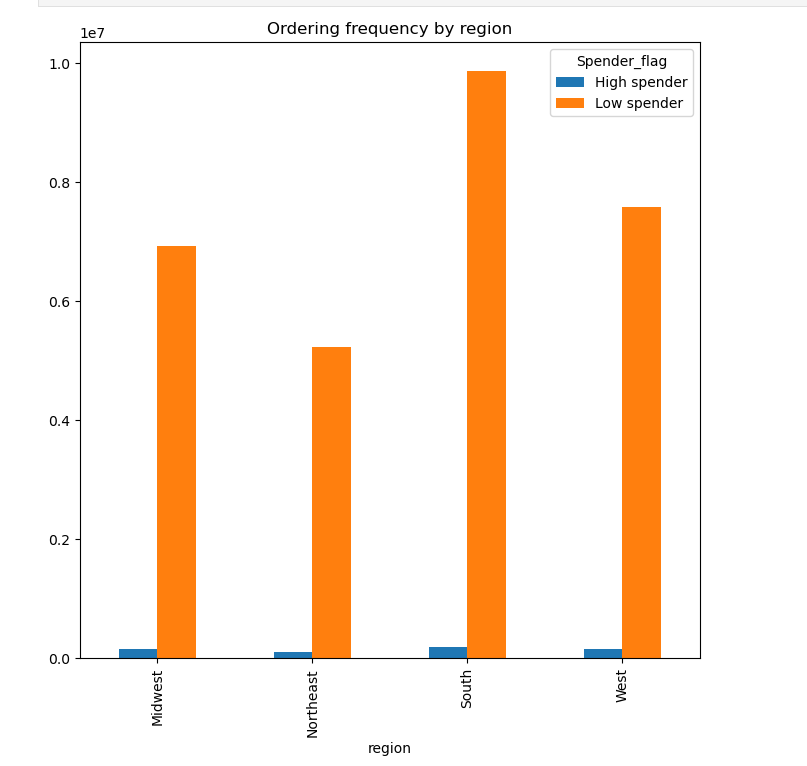 Ordering frequency by region
1e7
Spender_flag
High spender
Low spender
1.0
0.8
0.6
0.4
0.2
0.0
Midwest
Northeast
South
West
region